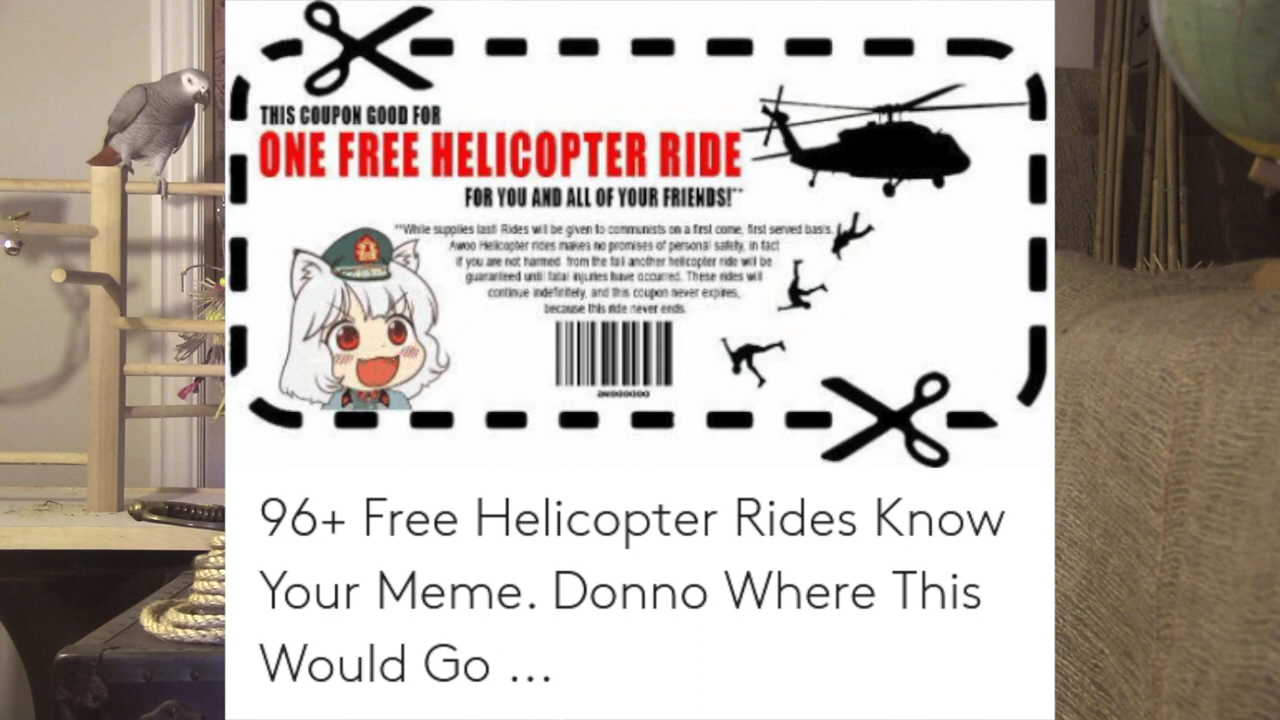 THIS COUPON GOOD FOR
ONE FREE HELICOPTER RIDE
FOR YOU AND ALL OF YOUR FRIENDS!**
**While supplies last! Rides will be given to communists on a first come, first served basis.
Awoo Helicopter rides makes no promises of personal safety, in fact
if you are not harmed from the fall another helicopter ride will be
guaranteed until fatal injuries have occurred. These rides will
continue indefinitely, and this coupon never expires,
because this ride never ends.
96+ Free Helicopter Rides Know
Your Meme. Donno Where This
Would Go ...